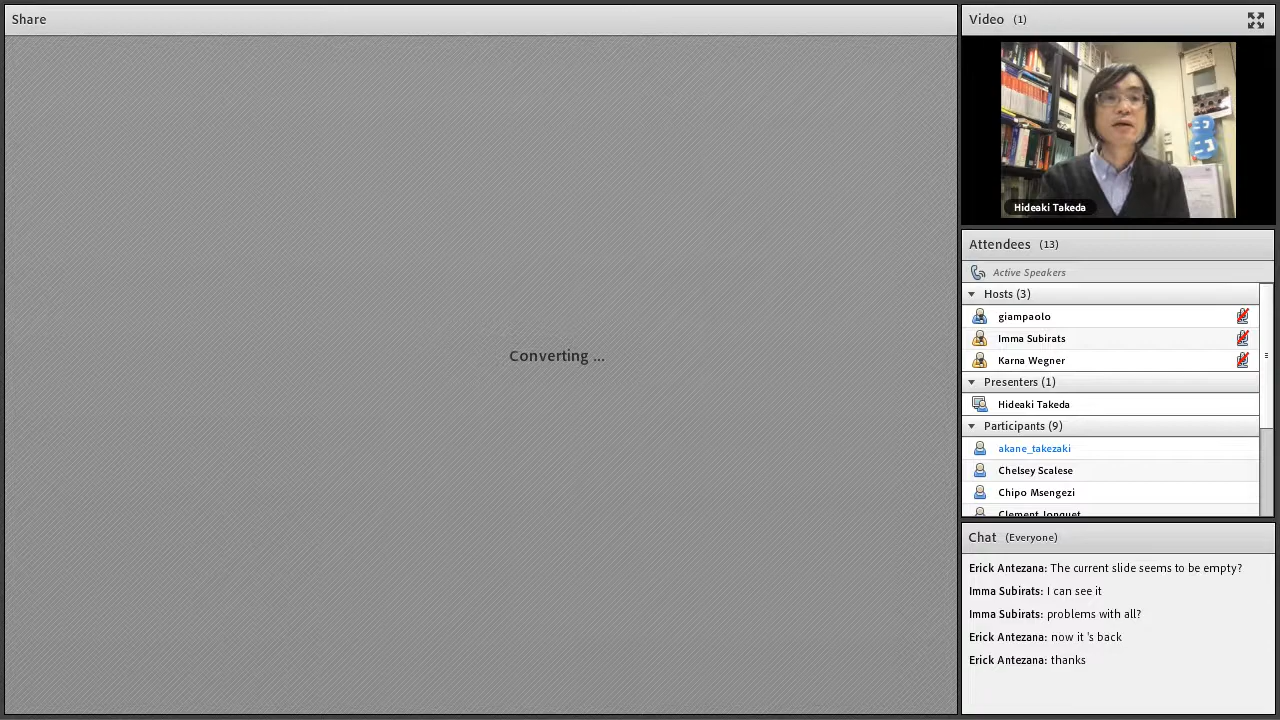 Share
Converting ...
Video (1)
Hideaki Takeda
Attendees (13)
Active Speakers
Hosts (3)
giampaolo
Imma Subirats
Karna Wegner
Presenters (1)
Hideaki Takeda
Participants (9)
akane_takezaki
Chelsey Scalese
Chipo Msengezi
Clement Jonquet
Chat (Everyone)
Erick Antezana: The current slide seems to be empty?
Imma Subirats: I can see it
Imma Subirats: problems with all?
Erick Antezana: now it 's back
Erick Antezana: thanks